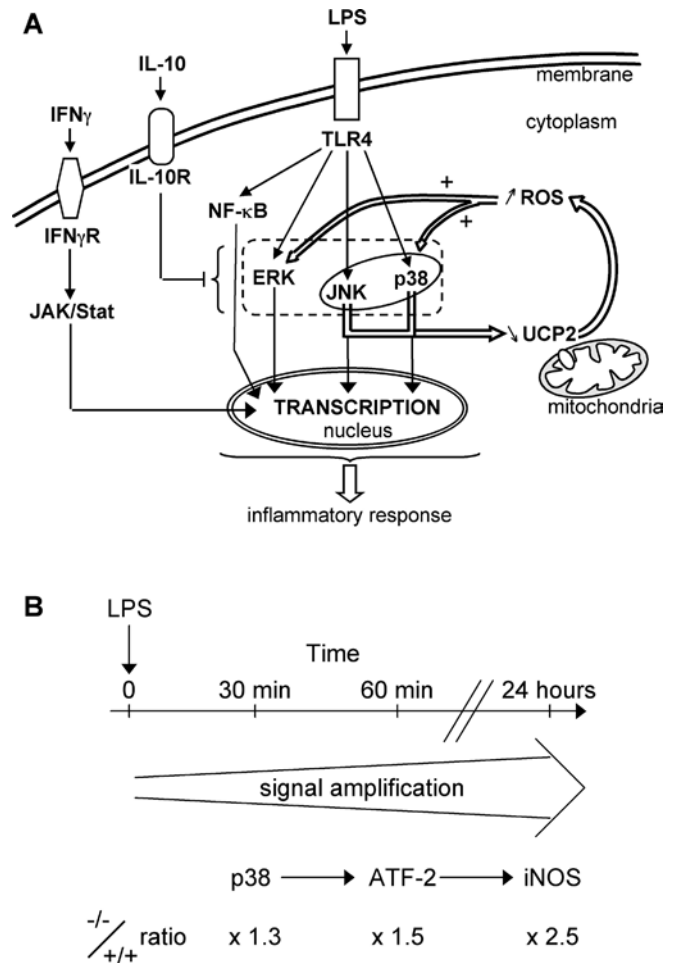 A
LPS
IL-10
membrane
IFNγ
cytoplasm
TLR4
IL-10R
+
↗ ROS
NF-κB
+
IFNγR
ERK
p38
JNK
JAK/Stat
↘ UCP2
TRANSCRIPTION
mitochondria
nucleus
inflammatory response
B
LPS
Time
0 30 min 60 min 24 hours
signal amplification
p38 ATF-2 iNOS
-/- / +/+ ratio x 1.3 x 1.5 x 2.5